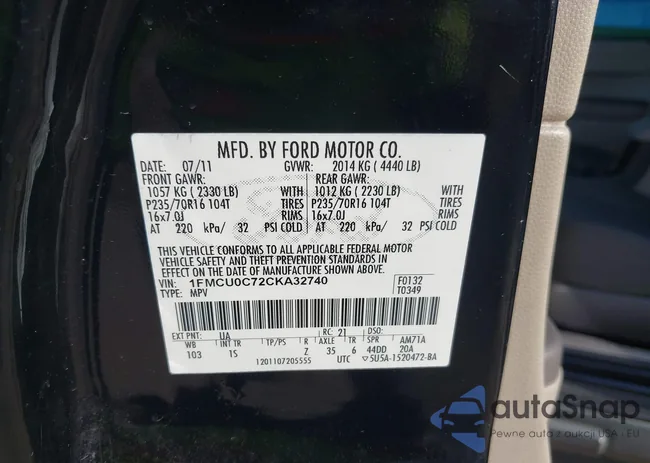 MFD. BY FORD MOTOR CO.
DATE: 07/11 GVWR: 2014 KG ( 4440 LB)
FRONT GAWR: REAR GAWR:
1057 KG ( 2330 LB) WITH 1012 KG ( 2230 LB) WITH
P235/70R16 104T TIRES P235/70R16 104T TIRES
16x7.0J RIMS 16x7.0J RIMS
AT 220 kPa/ 32 PSI COLD AT 220 kPa/ 32 PSI COLD
THIS VEHICLE CONFORMS TO ALL APPLICABLE FEDERAL MOTOR
VEHICLE SAFETY AND THEFT PREVENTION STANDARDS IN
EFFECT ON THE DATE OF MANUFACTURE SHOWN ABOVE.
VIN: 1FMCU0C72CKA32740 F0132
TYPE: MPV T0349
EXT PNT: UA RC: 21 DSO:
WB INT TR TP/PS R AXLE TR SPR AM71A
103 1S Z 35 6 44DD 20A
1201107205555 UTC 5U5A-1520472-BA
autoSnap
Pewne auto z aukcji USA - EU